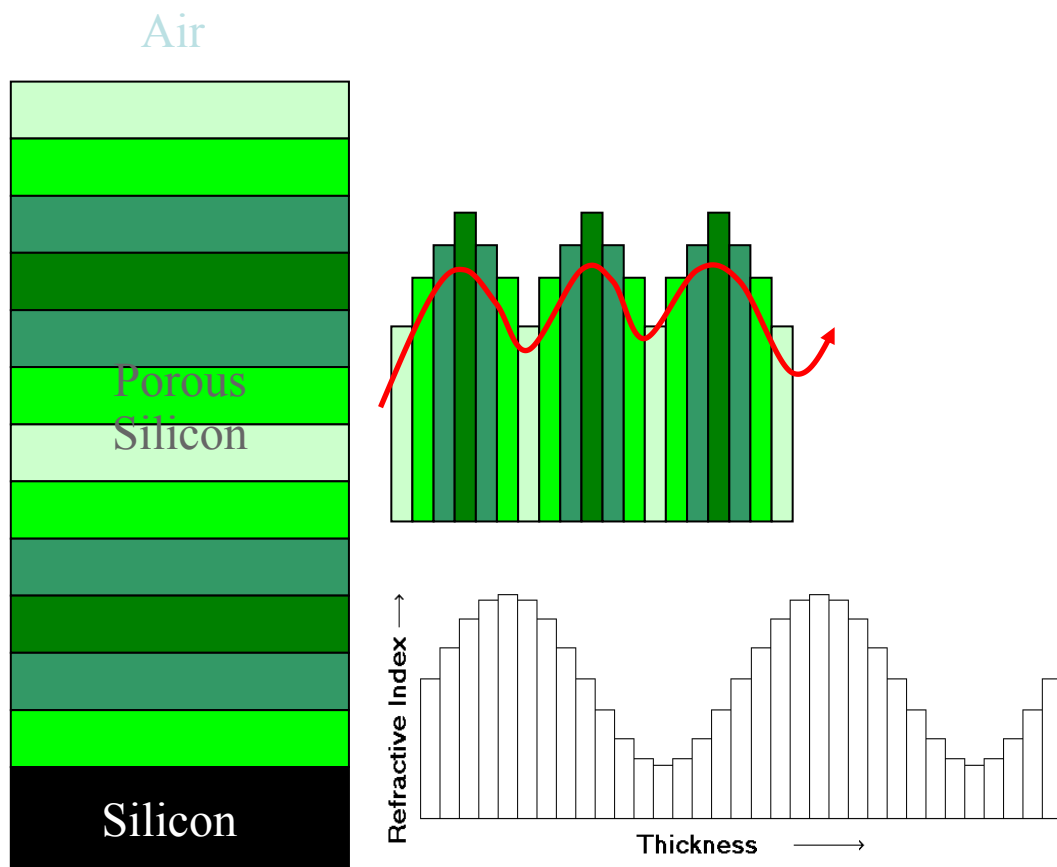 Air
Porous
Silicon
Silicon
Refractive Index
Thickness